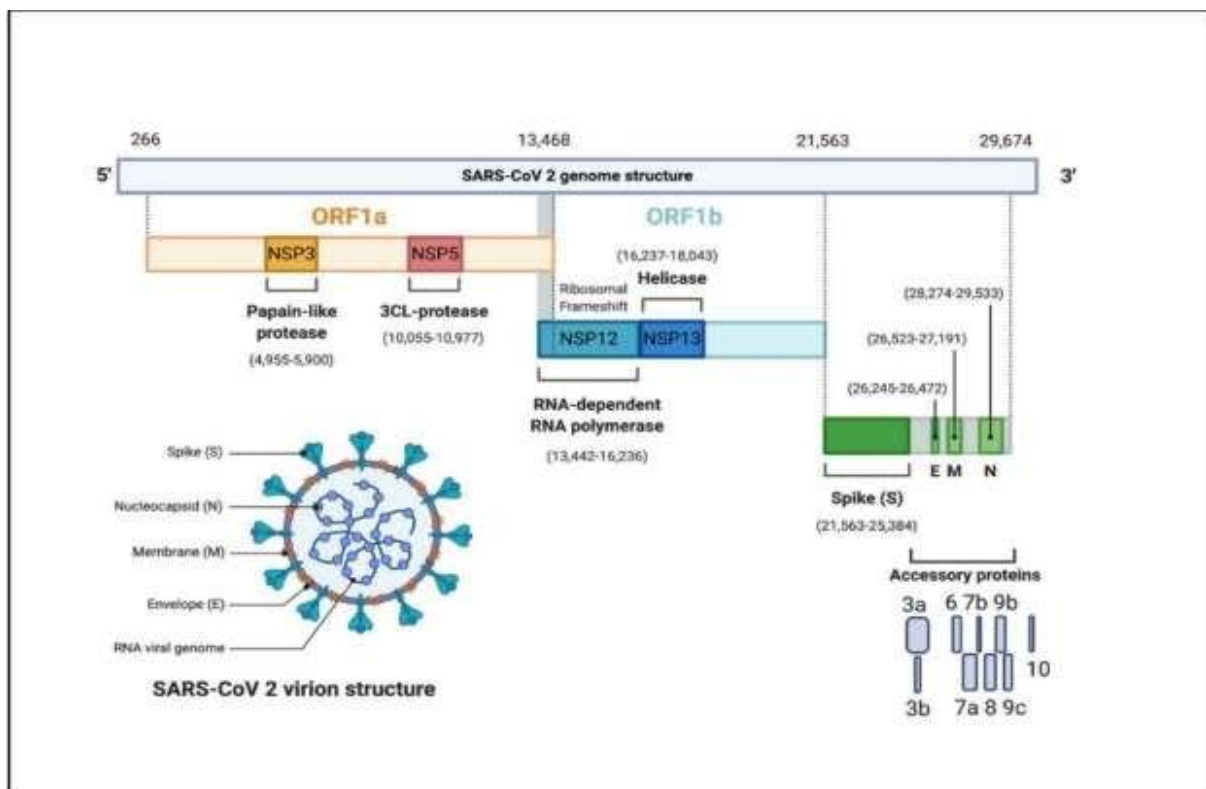 266 13,468 21,563 29,674
5' SARS-CoV 2 genome structure 3'
ORF1a ORF1b
NSP3 NSP5
(16,237-18,043)
Helicase
Ribosomal
Frameshift
Papain-like
protease
(4,955-5,900)
3CL-protease
(10,055-10,977)
NSP12 NSP13
RNA-dependent
RNA polymerase
(13,442-16,236)
(28,274-29,533)
(26,523-27,191)
(26,245-26,472)
E M N
Spike (S)
(21,563-25,384)
Accessory proteins
3a 6 7b 9b
10
3b 7a 8 9c
Spike (S)
Nucleocapsid (N)
Membrane (M)
Envelope (E)
RNA viral genome
SARS-CoV 2 virion structure